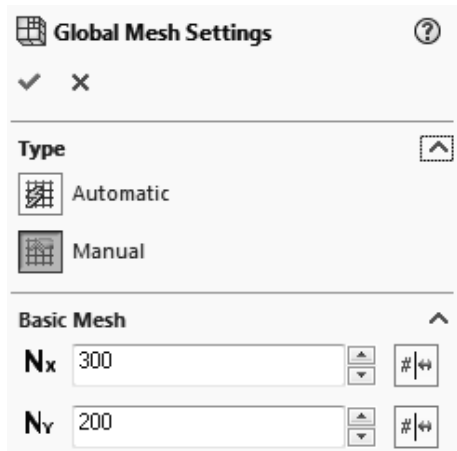 Global Mesh Settings
Type
Automatic
Manual
Basic Mesh
Nx 300
NY 200